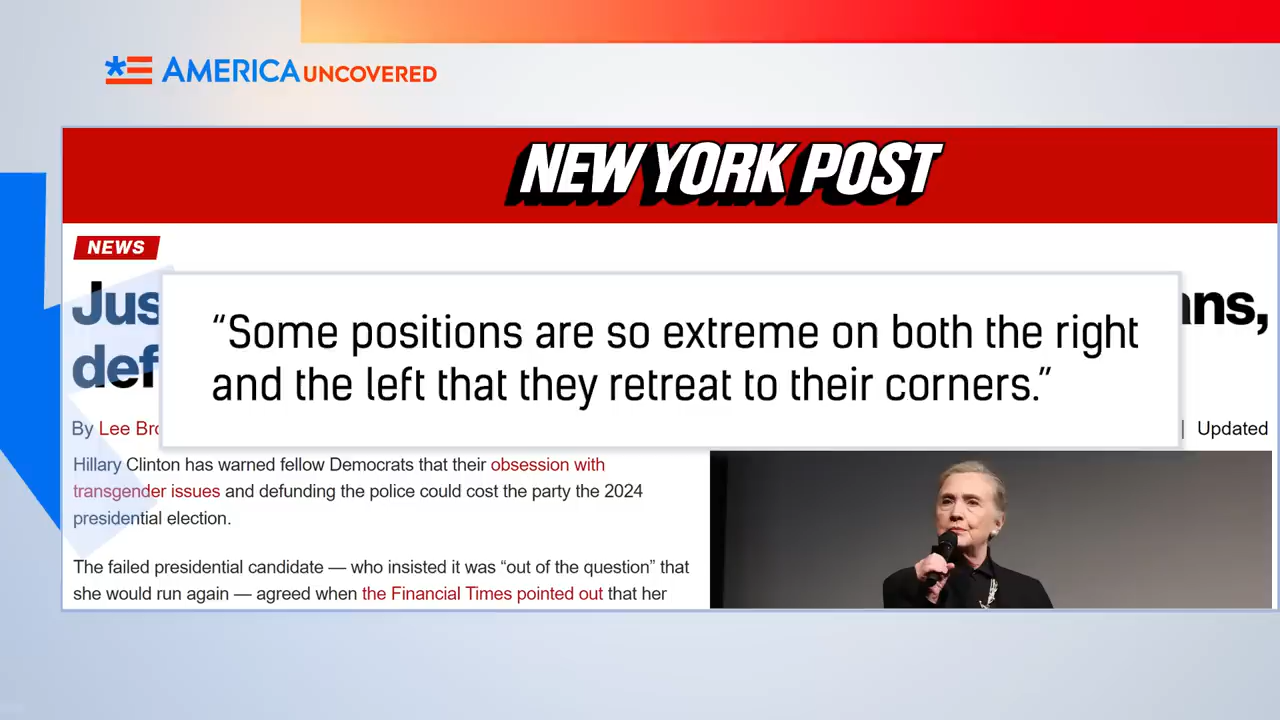 AMERICA UNCOVERED
NEW YORK POST
NEWS
“Some positions are so extreme on both the right
and the left that they retreat to their corners.”
By Lee
Updated
Hillary Clinton has warned fellow Democrats that their obsession with
transgender issues and defunding the police could cost the party the 2024
presidential election.
The failed presidential candidate — who insisted it was “out of the question” that
she would run again — agreed when the Financial Times pointed out that her